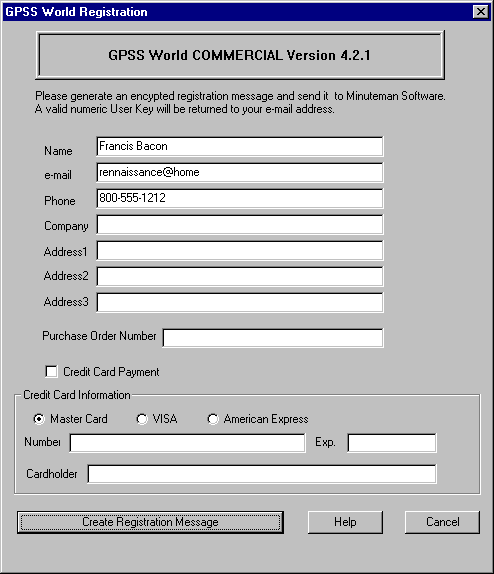 GPSS World Registration
GPSS World COMMERCIAL Version 4.2.1
Please generate an encypted registration message and send it to Minuteman Software.
A valid numeric User Key will be returned to your e-mail address.
Name Francis Bacon
e-mail rennaissance@home
Phone 800-555-1212
Company
Address1
Address2
Address3
Purchase Order Number
Credit Card Payment
Credit Card Information
Master Card VISA American Express
Number Exp.
Cardholder
Create Registration Message Help Cancel